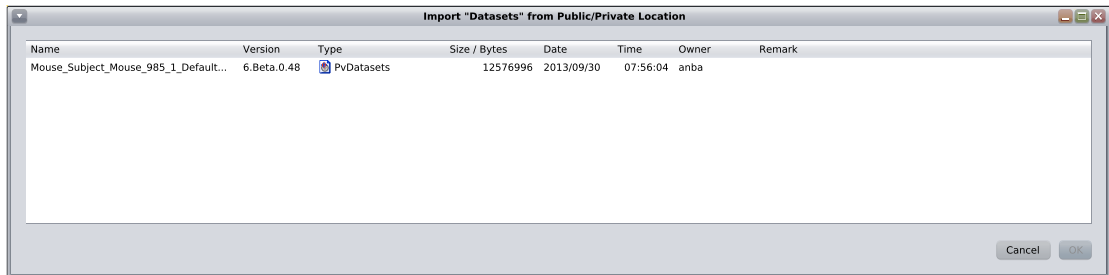 Import "Datasets" from Public/Private Location
Name Version Type Size / Bytes Date Time Owner Remark
Mouse_Subject_Mouse_985_1_Default... 6.Beta.0.48 PvDatasets 12576996 2013/09/30 07:56:04 anba
Cancel OK